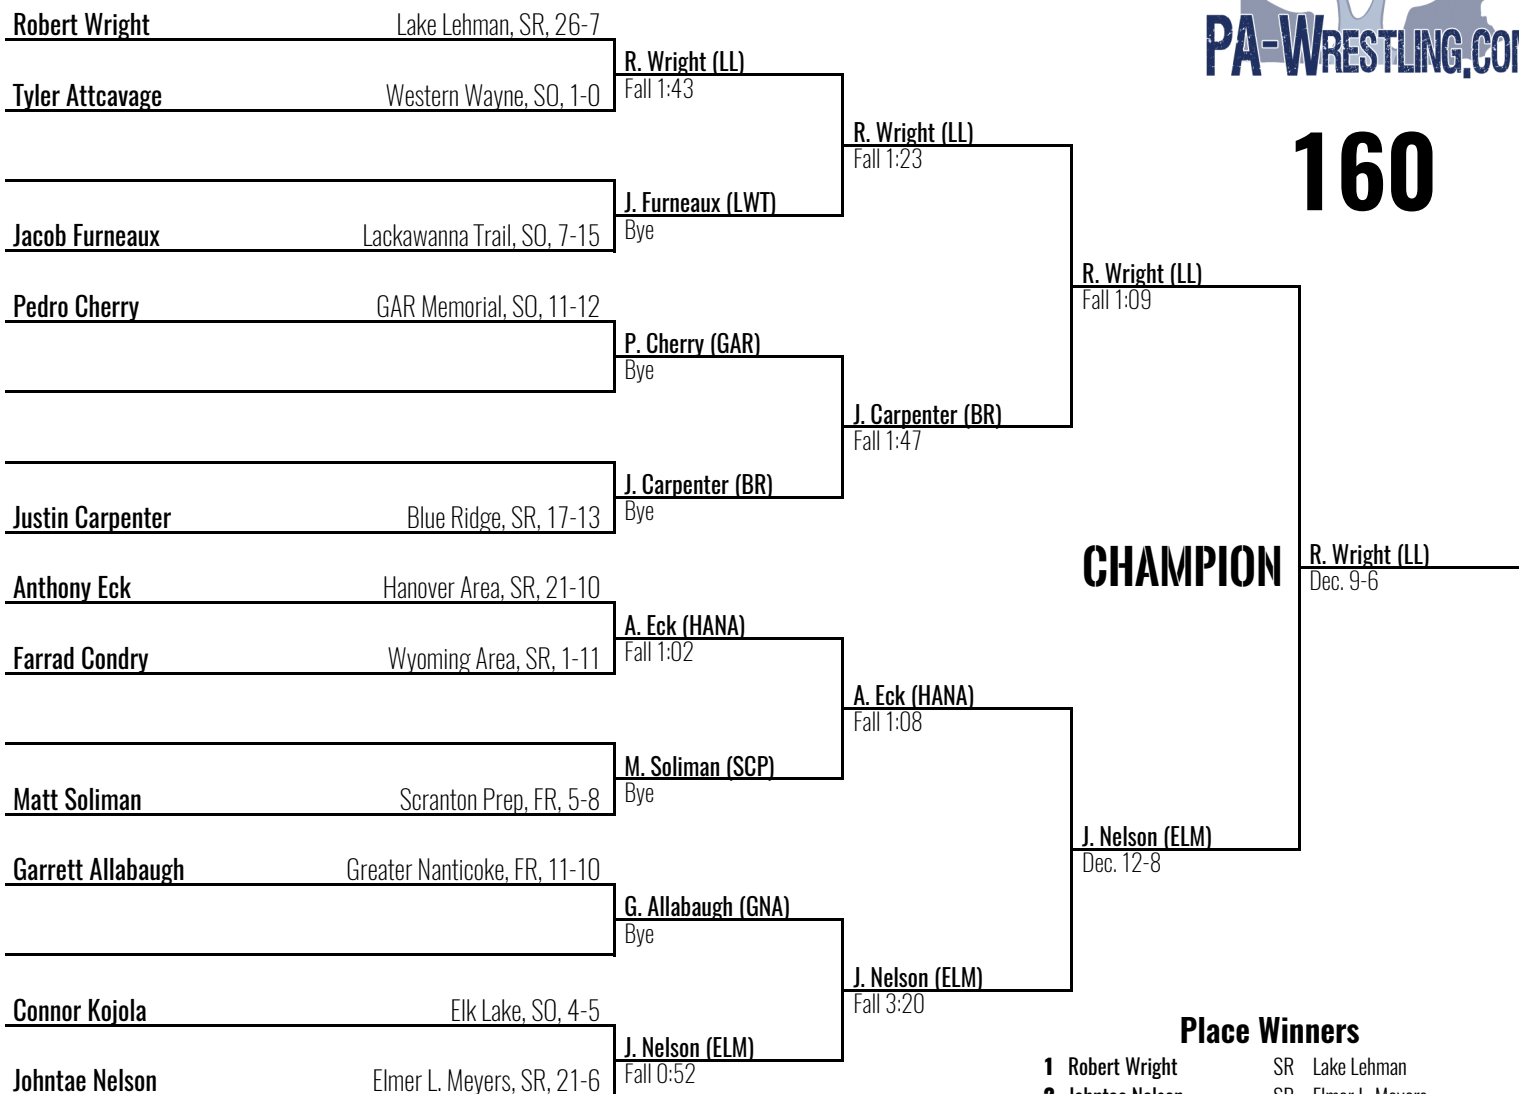 Robert Wright Lake Lehman, SR, 26-7
R. Wright (LL)
Fall 1:43
Tyler Attcavage Western Wayne, SO, 1-0
R. Wright (LL)
Fall 1:23
J. Furneaux (LWT)
Bye
Jacob Furneaux Lackawanna Trail, SO, 7-15
R. Wright (LL)
Fall 1:09
Pedro Cherry GAR Memorial, SO, 11-12
P. Cherry (GAR)
Bye
J. Carpenter (BR)
Fall 1:47
J. Carpenter (BR)
Bye
Justin Carpenter Blue Ridge, SR, 17-13
CHAMPION
R. Wright (LL)
Dec. 9-6
Anthony Eck Hanover Area, SR, 21-10
A. Eck (HANA)
Fall 1:02
Farrad Condry Wyoming Area, SR, 1-11
A. Eck (HANA)
Fall 1:08
M. Soliman (SCP)
Bye
Matt Soliman Scranton Prep, FR, 5-8
J. Nelson (ELM)
Dec. 12-8
Garrett Allabaugh Greater Nanticoke, FR, 11-10
G. Allabaugh (GNA)
Bye
J. Nelson (ELM)
Fall 3:20
Connor Kojola Elk Lake, SO, 4-5
J. Nelson (ELM)
Fall 0:52
Johntae Nelson Elmer L. Meyers, SR, 21-6
PA-WRESTLING.CO
160
Place Winners
1 Robert Wright SR Lake Lehman
2 Johntae Nelson SR Elmer L. Meyers